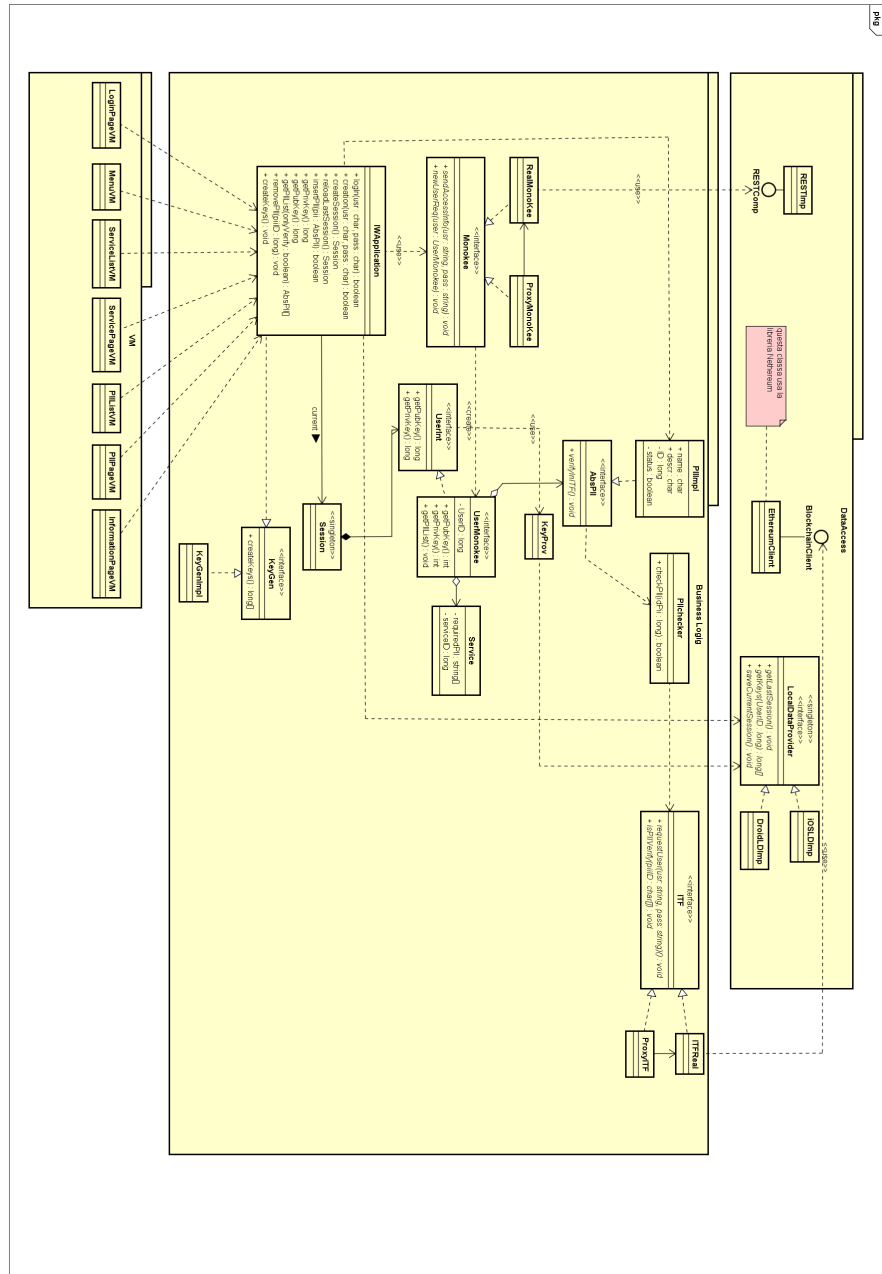 pkg
VM
LoginPageVM
MenuVM
ServiceListVM
ServicePageVM
PIIListVM
PIIPageVM
InformationPageVM
Business Logig
IWApplication
+ login(usr : char, pass : char) : boolean
+ creation(usr : char, pass : char) : boolean
+ createSession() : Session
+ reloadLastSession() : Session
+ insertPII(pii : AbsPII) : boolean
+ getPrivKey() : long
+ getPubKey() : long
+ getPIIList(onlyVerify : boolean) : AbsPII[]
+ removePII(piiID : long) : void
+ createKeys() : void
<<use>>
<<interface>>
Monokee
+ sendAccessInfo(usr : string, pass : string) : void
+ newUserReq(user : UserMonokee) : void
RealMonoKee
ProxyMonoKee
<<use>>
current
<<interface>>
UserInt
+ getPubKey() : long
+ getPrivKey() : long
<<create>>
<<use>>
<<interface>>
AbsPII
+ verifyInITF() : void
PIIimpl
+ name : char
+ descr : char
- ID : long
- status : boolean
<<interface>>
KeyGen
+ createKeys() : long[]
KeyGenImpl
<<singleton>>
Session
<<interface>>
UserMonokee
- UserID : long
+ getPubKey() : int
+ getPrivKey() : int
+ getPIIList() : void
KeyProv
Service
- requiredPII : string[]
- serviceID : long
PIIchecker
+ checkPII(idPii : long) : boolean
<<interface>>
ITF
+ requestUser(usr : string, pass : string)() : void
+ isPIIVerify(piiID : char[]) : void
ProxyITF
ITFReal
DataAccess
RESTImp
RESTComp
questa classa usa la
libreria Nethereum
BlockchainClient
EthereumClient
<<singleton>>
<<interface>>
LocalDataProvider
+ getLastSession() : void
+ getKeys(UserID : long) : long[]
+ saveCurrentSession() : void
iOSLDImp
DroidLDImp
<<use>>